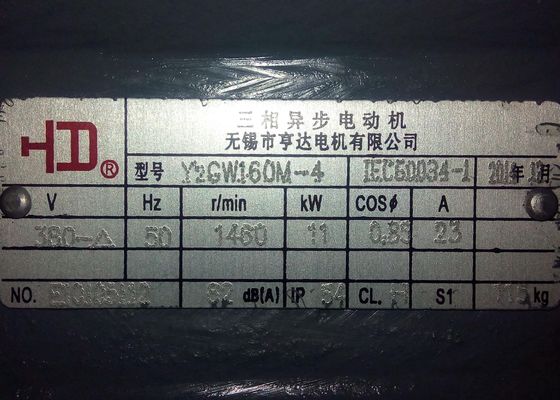 三相异步电动机
无锡市亨达电机有限公司
HD®
型号 Y2GW160M-4 IEC60034-1 年 月
V Hz r/min kW COSφ A
380-△ 50 1460 11 23
NO. dB(A) IP 54 CL. S1 kg